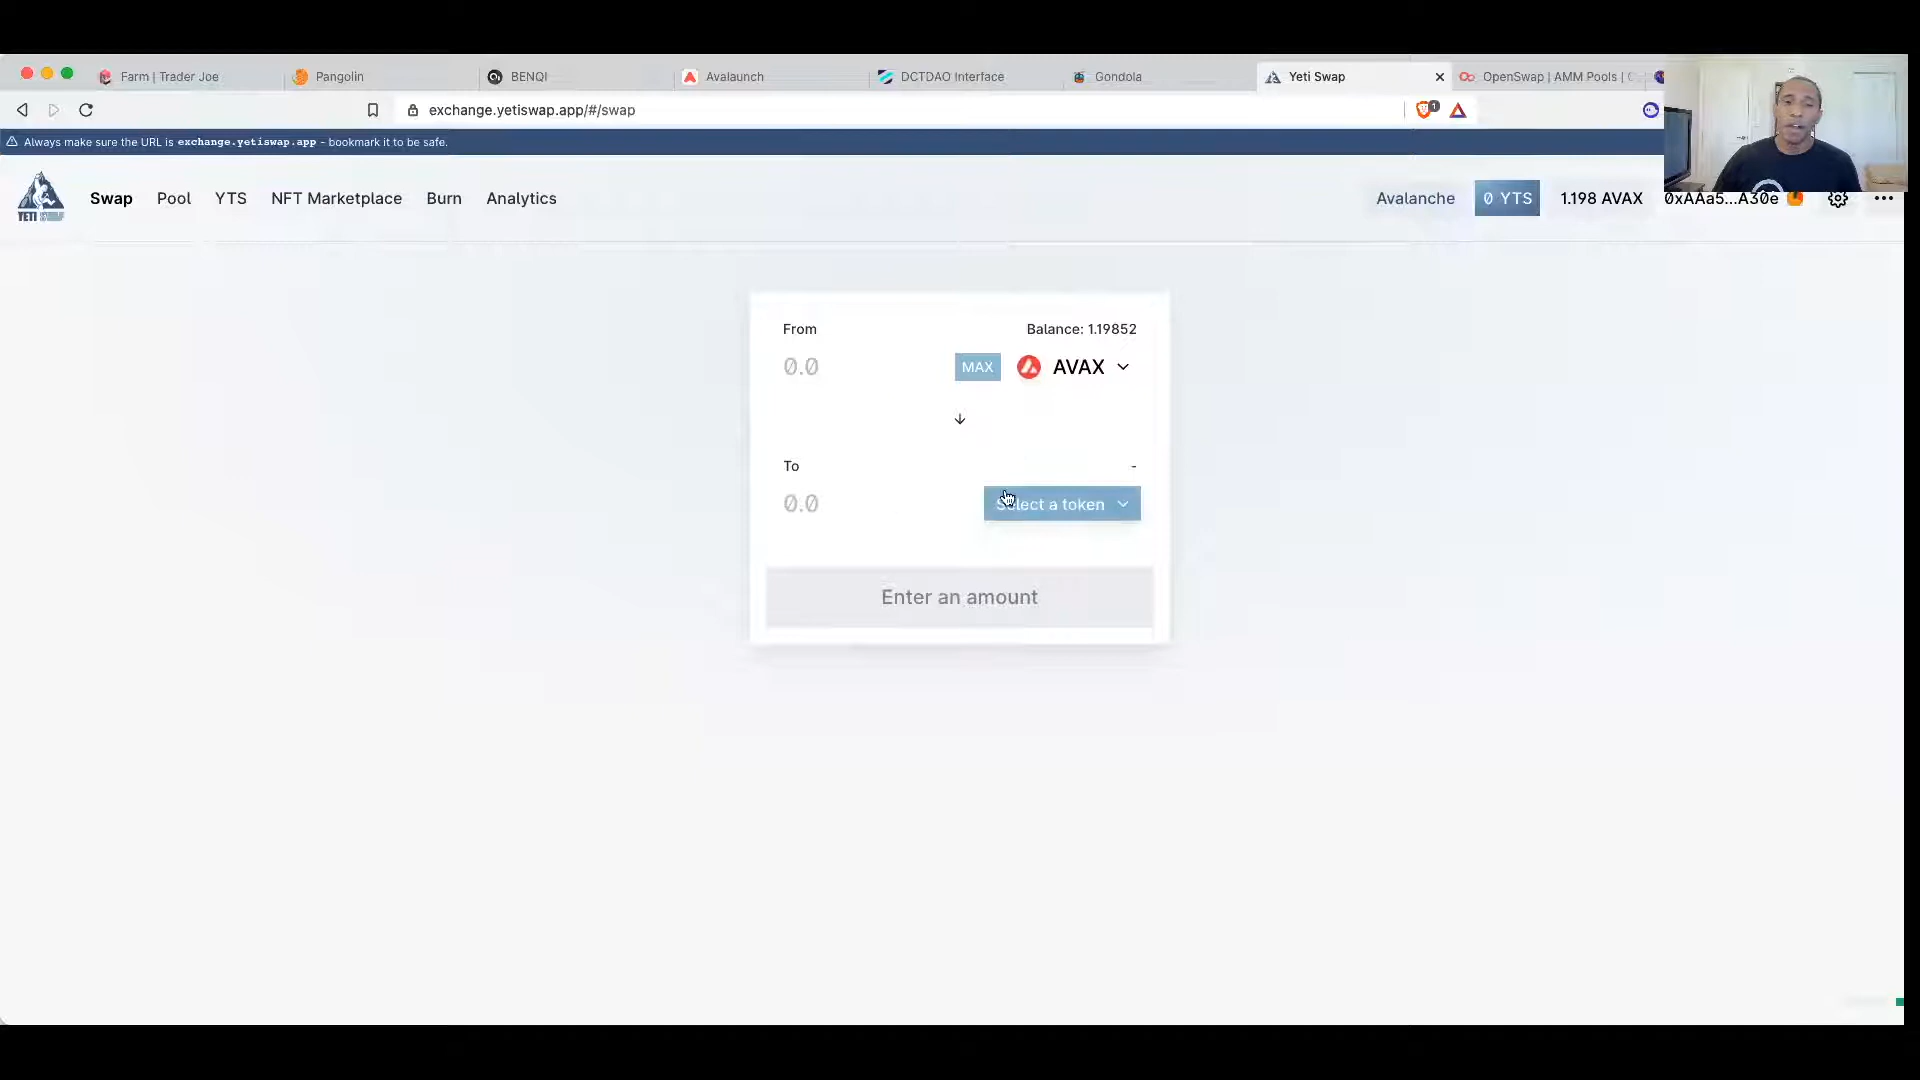 Farm | Trader Joe
Pangolin
BENQI
Avalaunch
DCTDAO Interface
Gondola
Yeti Swap
OpenSwap | AMM Pools |
exchange.yetiswap.app/#/swap
1
Always make sure the URL is exchange.yetiswap.app - bookmark it to be safe.
YETI SWAP
Swap
Pool
YTS
NFT Marketplace
Burn
Analytics
Avalanche
0 YTS
1.198 AVAX
0xAAa5...A30e
From
Balance: 1.19852
0.0
MAX
AVAX
To
-
0.0
Select a token
Enter an amount